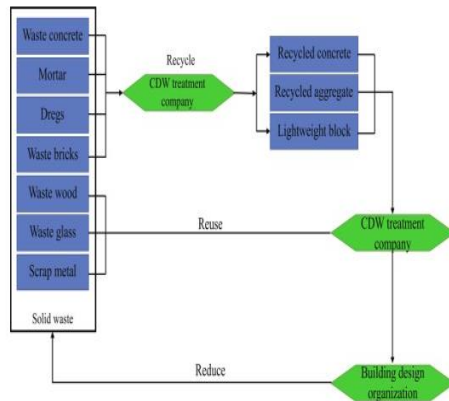 Waste concrete
Mortar
Dregs
Waste bricks
Waste wood
Waste glass
Scrap metal
Solid waste
Recycle
CDW treatment
company
Recycled concrete
Recycled aggregate
Lightweight block
Reuse
CDW treatment
company
Reduce
Building design
organization